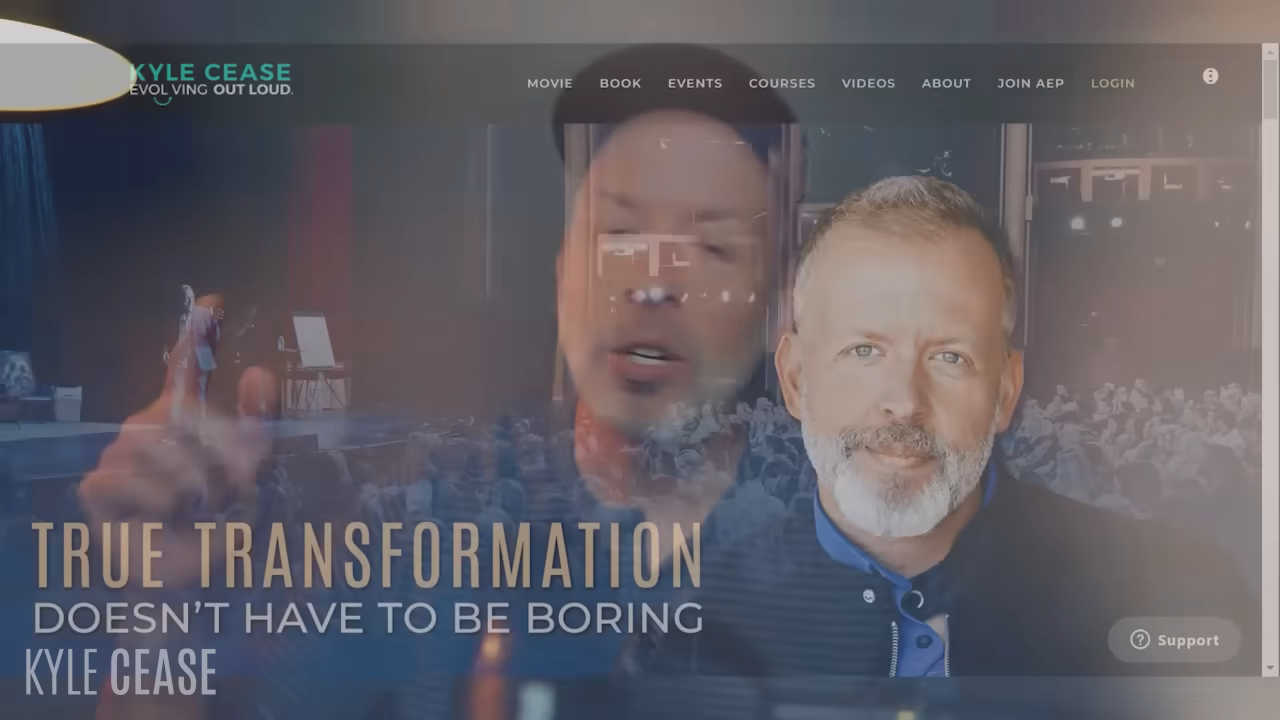 KYLE CEASE
EVOLVING OUT LOUD.
MOVIE BOOK EVENTS COURSES VIDEOS ABOUT JOIN AEP LOGIN
TRUE TRANSFORMATION
DOESN'T HAVE TO BE BORING
KYLE CEASE
Support